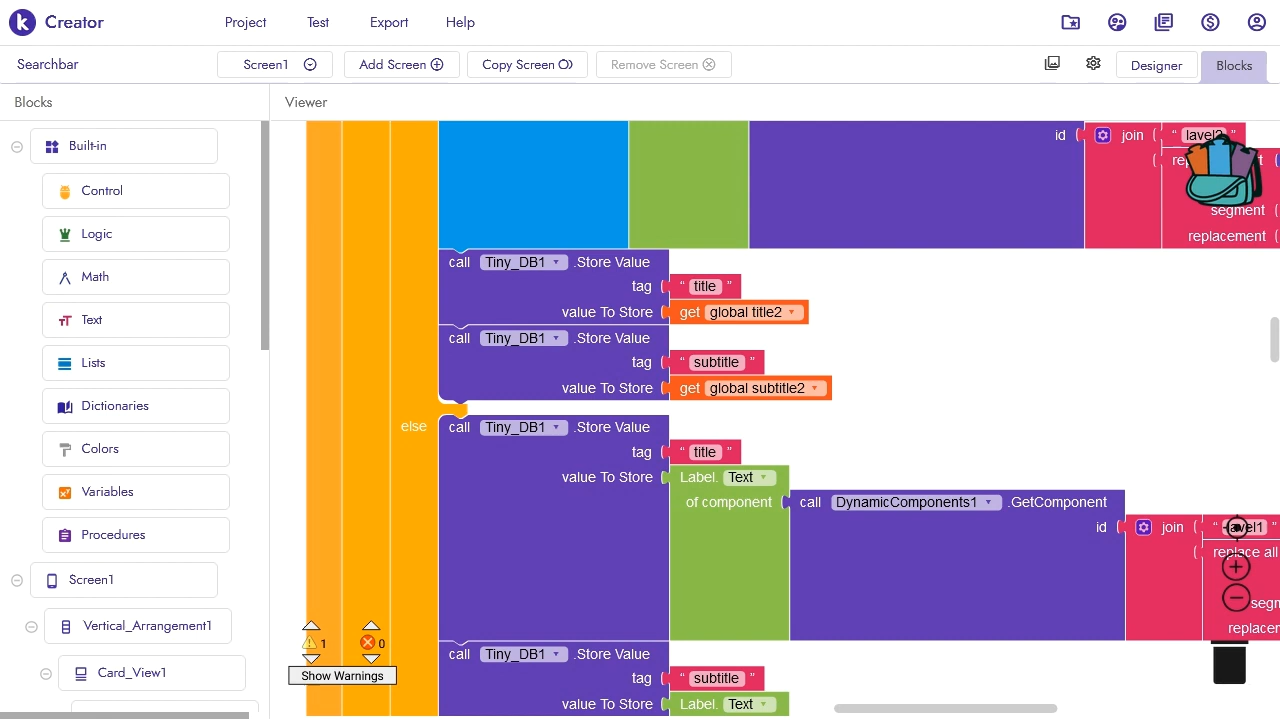 Creator Project Test Export Help
Searchbar Screen1 Add Screen Copy Screen Remove Screen Designer Blocks
Blocks Viewer
Built-in
Control
Logic
Math
Text
Lists
Dictionaries
Colors
Variables
Procedures
Screen1
Vertical_Arrangement1
Card_View1
id join “ lavel2 ”
segment
replacement
call Tiny_DB1 .Store Value
tag “ title ”
value To Store get global title2
call Tiny_DB1 .Store Value
tag “ subtitle ”
value To Store get global subtitle2
else call Tiny_DB1 .Store Value
tag “ title ”
value To Store Label. Text
of component call DynamicComponents1 .GetComponent
id join “ lavel1 ”
replace all
call Tiny_DB1 .Store Value
tag “ subtitle ”
value To Store Label. Text
1 0
Show Warnings